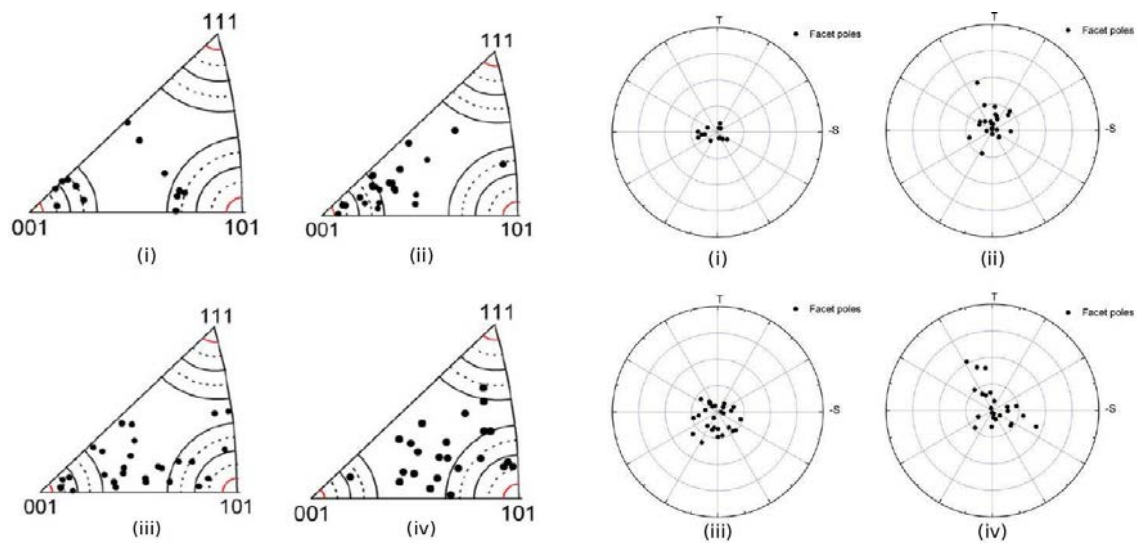 111
001
101
(i)
111
001
101
(ii)
T
Facet poles
-S
(i)
T
Facet poles
-S
(ii)
111
001
101
(iii)
111
001
101
(iv)
T
Facet poles
-S
(iii)
T
Facet poles
-S
(iv)